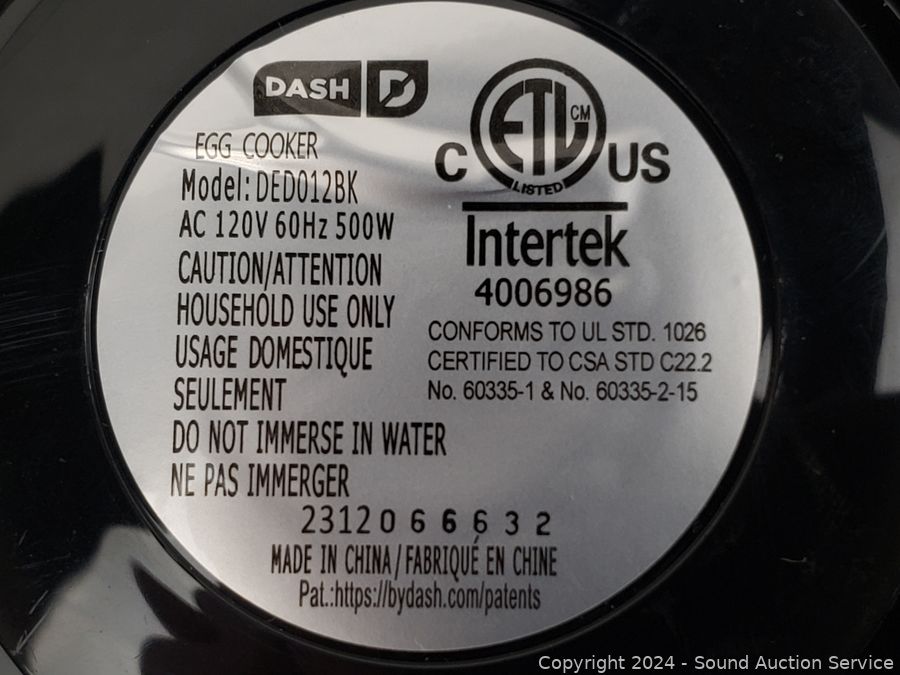 DASH D
EGG COOKER
Model: DED012BK
AC 120V 60Hz 500W
CAUTION/ATTENTION
HOUSEHOLD USE ONLY
USAGE DOMESTIQUE
SEULEMENT
DO NOT IMMERSE IN WATER
NE PAS IMMERGER
C ETL CM US
LISTED
Intertek
4006986
CONFORMS TO UL STD. 1026
CERTIFIED TO CSA STD C22.2
No. 60335-1 & No. 60335-2-15
2312066632
MADE IN CHINA/FABRIQUÉ EN CHINE
Pat.:https://bydash.com/patents
Copyright 2024 - Sound Auction Service